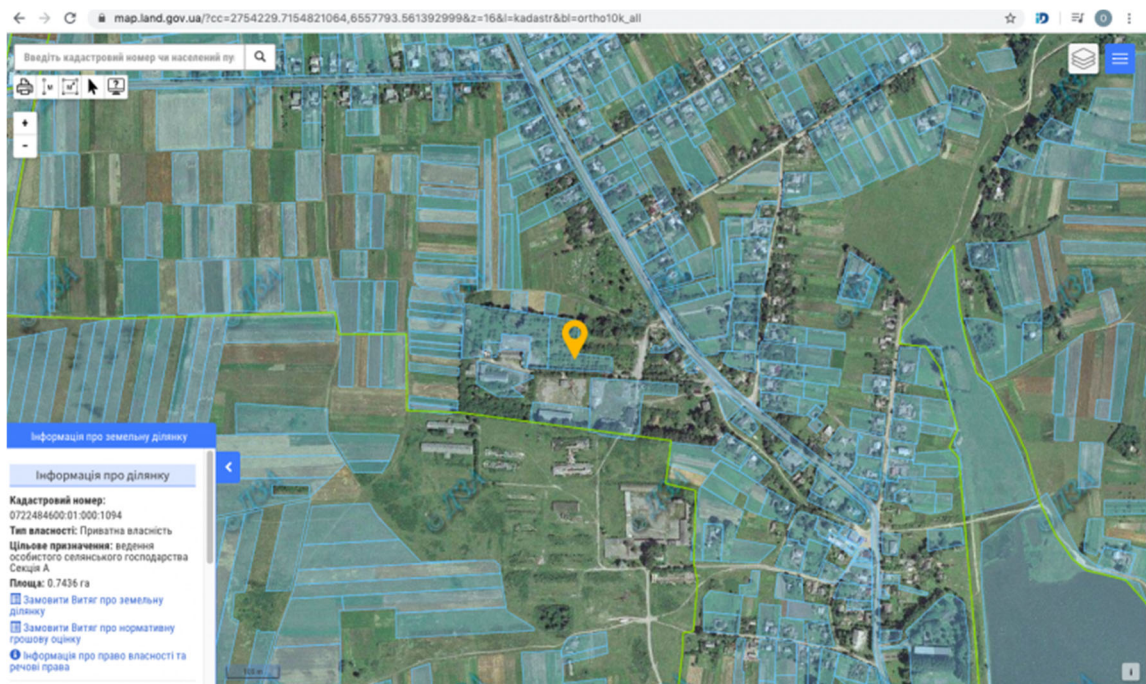 map.land.gov.ua/?cc=2754229.7154821064,6557793.561392999&z=16&l=kadastr&bl=ortho10k_all
Введіть кадастровий номер чи населений пу
Інформація про земельну ділянку
Інформація про ділянку
Кадастровий номер:
0722484600:01:000:1094
Тип власності: Приватна власність
Цільове призначення: ведення
особистого селянського господарства
Секція А
Площа: 0.7436 га
Замовити Витяг про земельну
ділянку
Замовити Витяг про нормативну
грошову оцінку
Інформація про право власності та
речові права